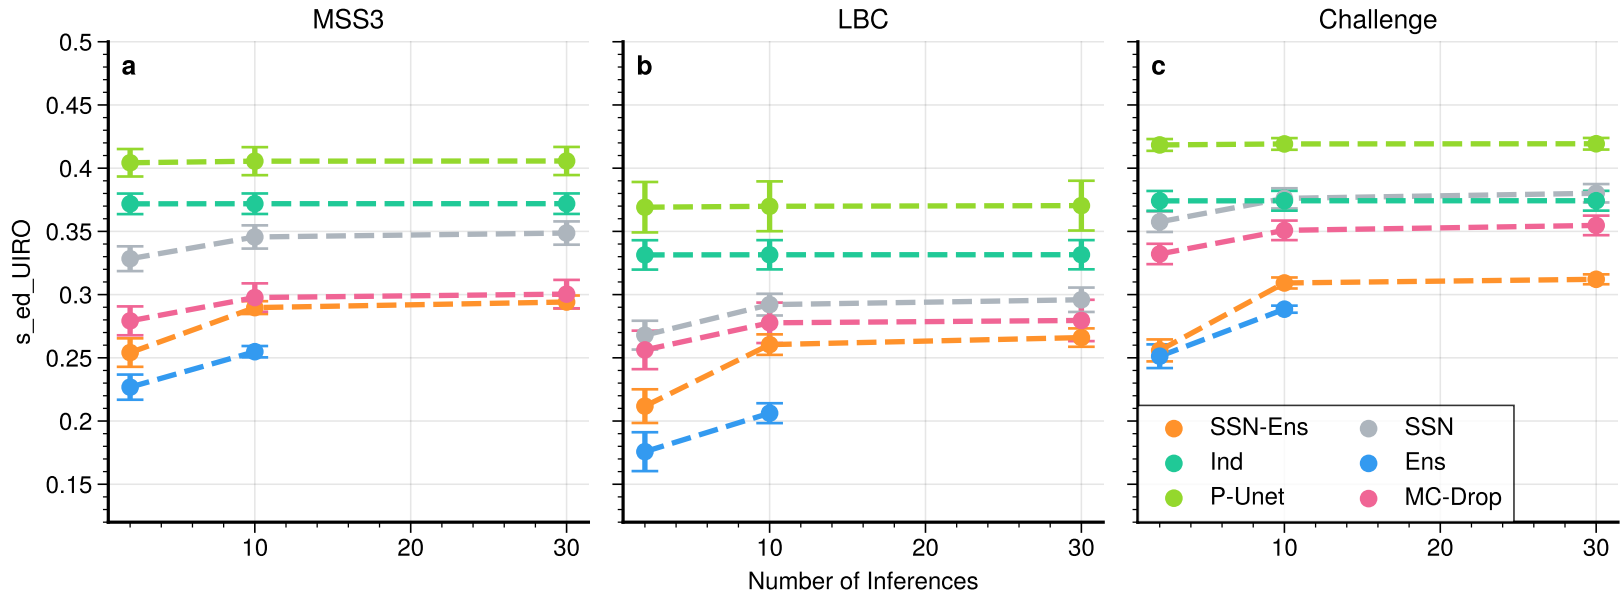 MSS3
LBC
Challenge
a
b
c
0.5
0.45
0.4
0.35
0.3
0.25
0.2
0.15
s_ed_UIRO
SSN-Ens
SSN
Ind
Ens
P-Unet
MC-Drop
10 20 30
10 20 30
10 20 30
Number of Inferences